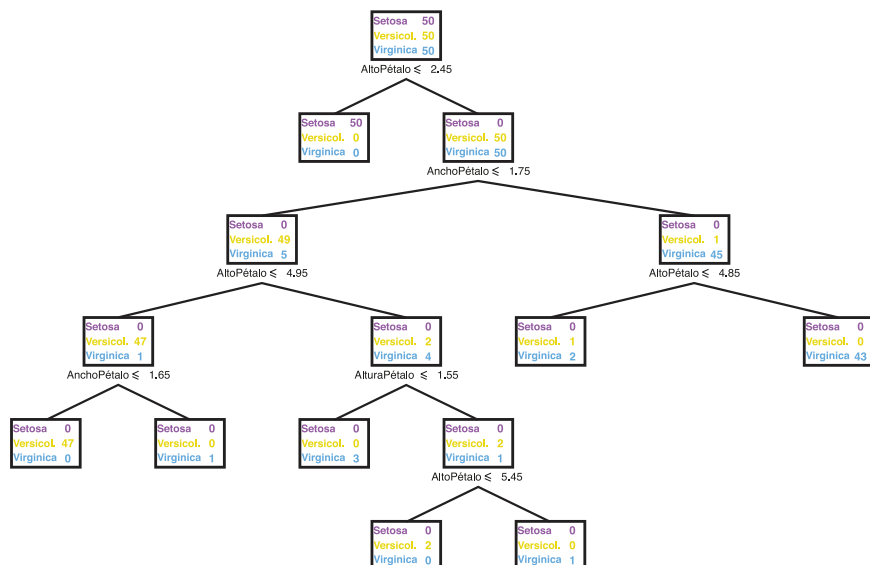 Setosa 50
Versicol. 50
Virginica 50
AltoPétalo ⩽ 2.45
Setosa 50
Versicol. 0
Virginica 0
Setosa 0
Versicol. 50
Virginica 50
AnchoPétalo ⩽ 1.75
Setosa 0
Versicol. 49
Virginica 5
AltoPétalo ⩽ 4.95
Setosa 0
Versicol. 1
Virginica 45
AltoPétalo ⩽ 4.85
Setosa 0
Versicol. 47
Virginica 1
AnchoPétalo ⩽ 1.65
Setosa 0
Versicol. 2
Virginica 4
AlturaPétalo ⩽ 1.55
Setosa 0
Versicol. 1
Virginica 2
Setosa 0
Versicol. 0
Virginica 43
Setosa 0
Versicol. 47
Virginica 0
Setosa 0
Versicol. 0
Virginica 1
Setosa 0
Versicol. 0
Virginica 3
Setosa 0
Versicol. 2
Virginica 1
AltoPétalo ⩽ 5.45
Setosa 0
Versicol. 2
Virginica 0
Setosa 0
Versicol. 0
Virginica 1